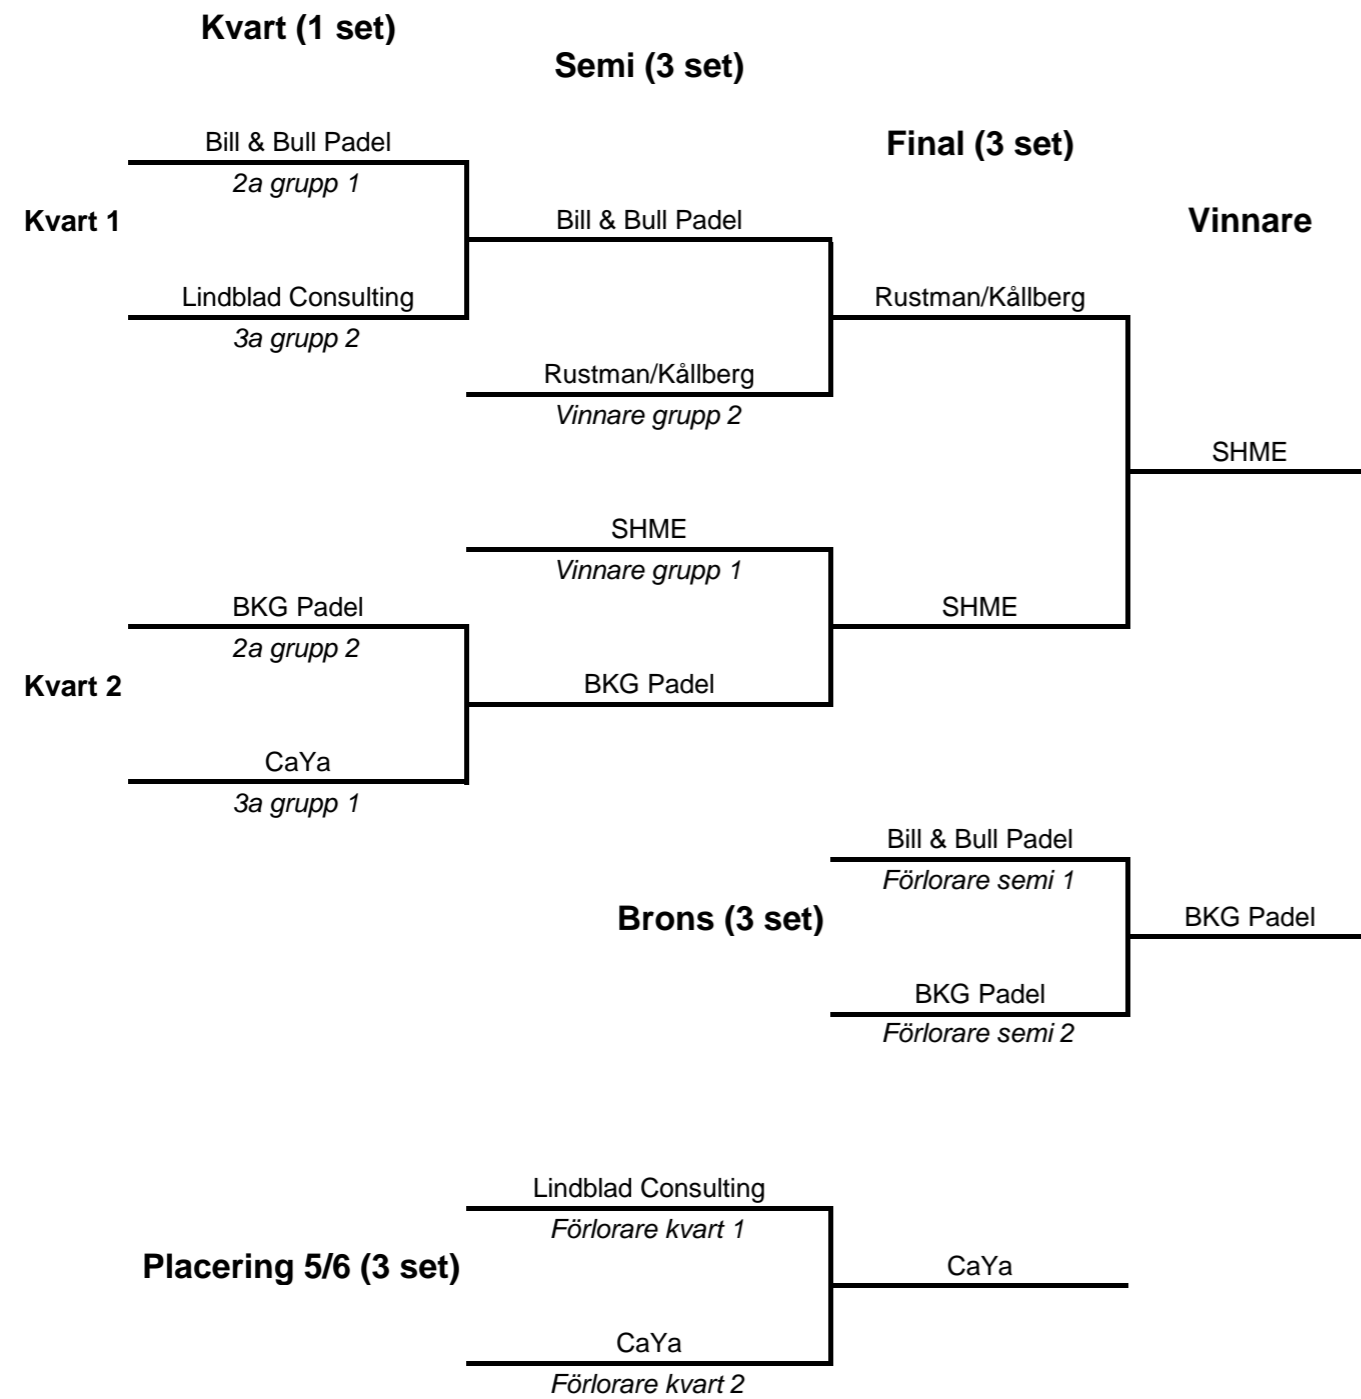 Kvart (1 set)
Semi (3 set)
Final (3 set)
Vinnare
Bill & Bull Padel
2a grupp 1
Kvart 1
Lindblad Consulting
3a grupp 2
Bill & Bull Padel
Rustman/Kållberg
Vinnare grupp 2
Rustman/Kållberg
SHME
SHME
Vinnare grupp 1
SHME
BKG Padel
2a grupp 2
Kvart 2
BKG Padel
CaYa
3a grupp 1
Bill & Bull Padel
Förlorare semi 1
Brons (3 set)
BKG Padel
BKG Padel
Förlorare semi 2
Lindblad Consulting
Förlorare kvart 1
Placering 5/6 (3 set)
CaYa
CaYa
Förlorare kvart 2